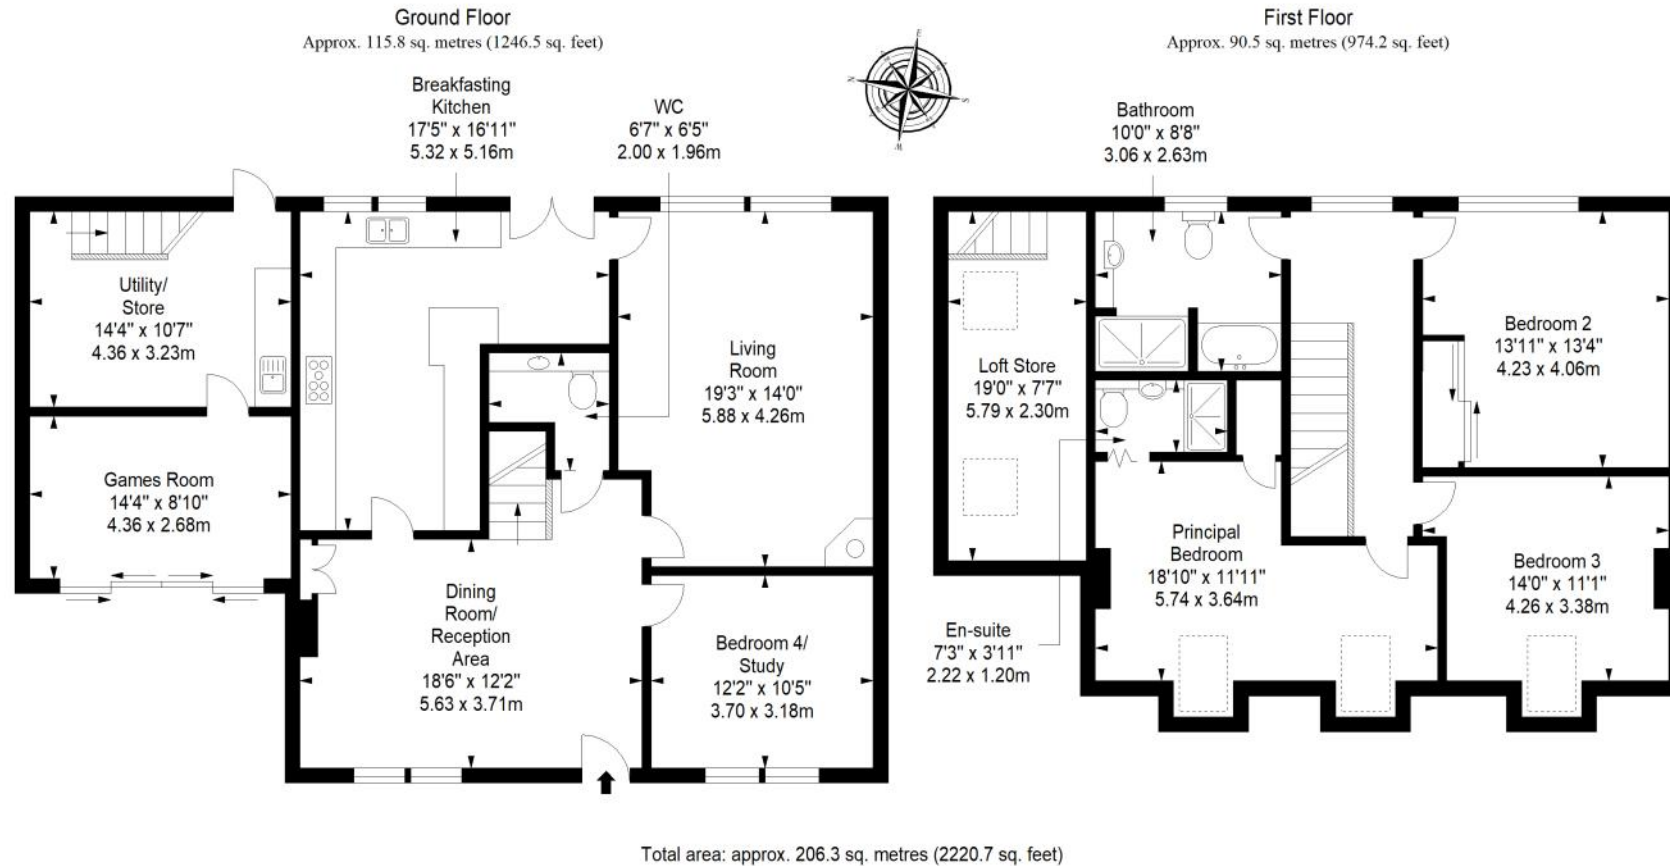 Ground Floor
Approx. 115.8 sq. metres (1246.5 sq. feet)
First Floor
Approx. 90.5 sq. metres (974.2 sq. feet)
E
N
S
W
Breakfasting
Kitchen
17'5" x 16'11"
5.32 x 5.16m
WC
6'7" x 6'5"
2.00 x 1.96m
Bathroom
10'0" x 8'8"
3.06 x 2.63m
Utility/
Store
14'4" x 10'7"
4.36 x 3.23m
Living
Room
19'3" x 14'0"
5.88 x 4.26m
Games Room
14'4" x 8'10"
4.36 x 2.68m
Dining
Room/
Reception
Area
18'6" x 12'2"
5.63 x 3.71m
Bedroom 4/
Study
12'2" x 10'5"
3.70 x 3.18m
Loft Store
19'0" x 7'7"
5.79 x 2.30m
Bedroom 2
13'11" x 13'4"
4.23 x 4.06m
Principal
Bedroom
18'10" x 11'11"
5.74 x 3.64m
Bedroom 3
14'0" x 11'1"
4.26 x 3.38m
En-suite
7'3" x 3'11"
2.22 x 1.20m
Total area: approx. 206.3 sq. metres (2220.7 sq. feet)